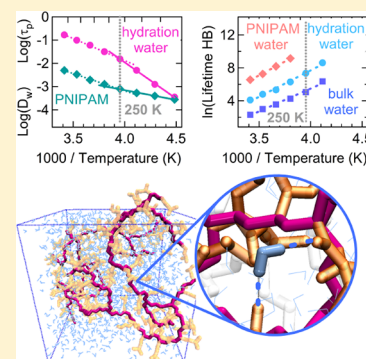 Log(τp)
Log(Dw)
0
-1
-2
-3
-4
hydration
water
PNIPAM
250 K
3.5 4.0 4.5
1000 / Temperature (K)
ln(Lifetime HB)
12
8
4
PNIPAM
water
hydration
water
bulk
water
250 K
3.5 4.0 4.5
1000 / Temperature (K)